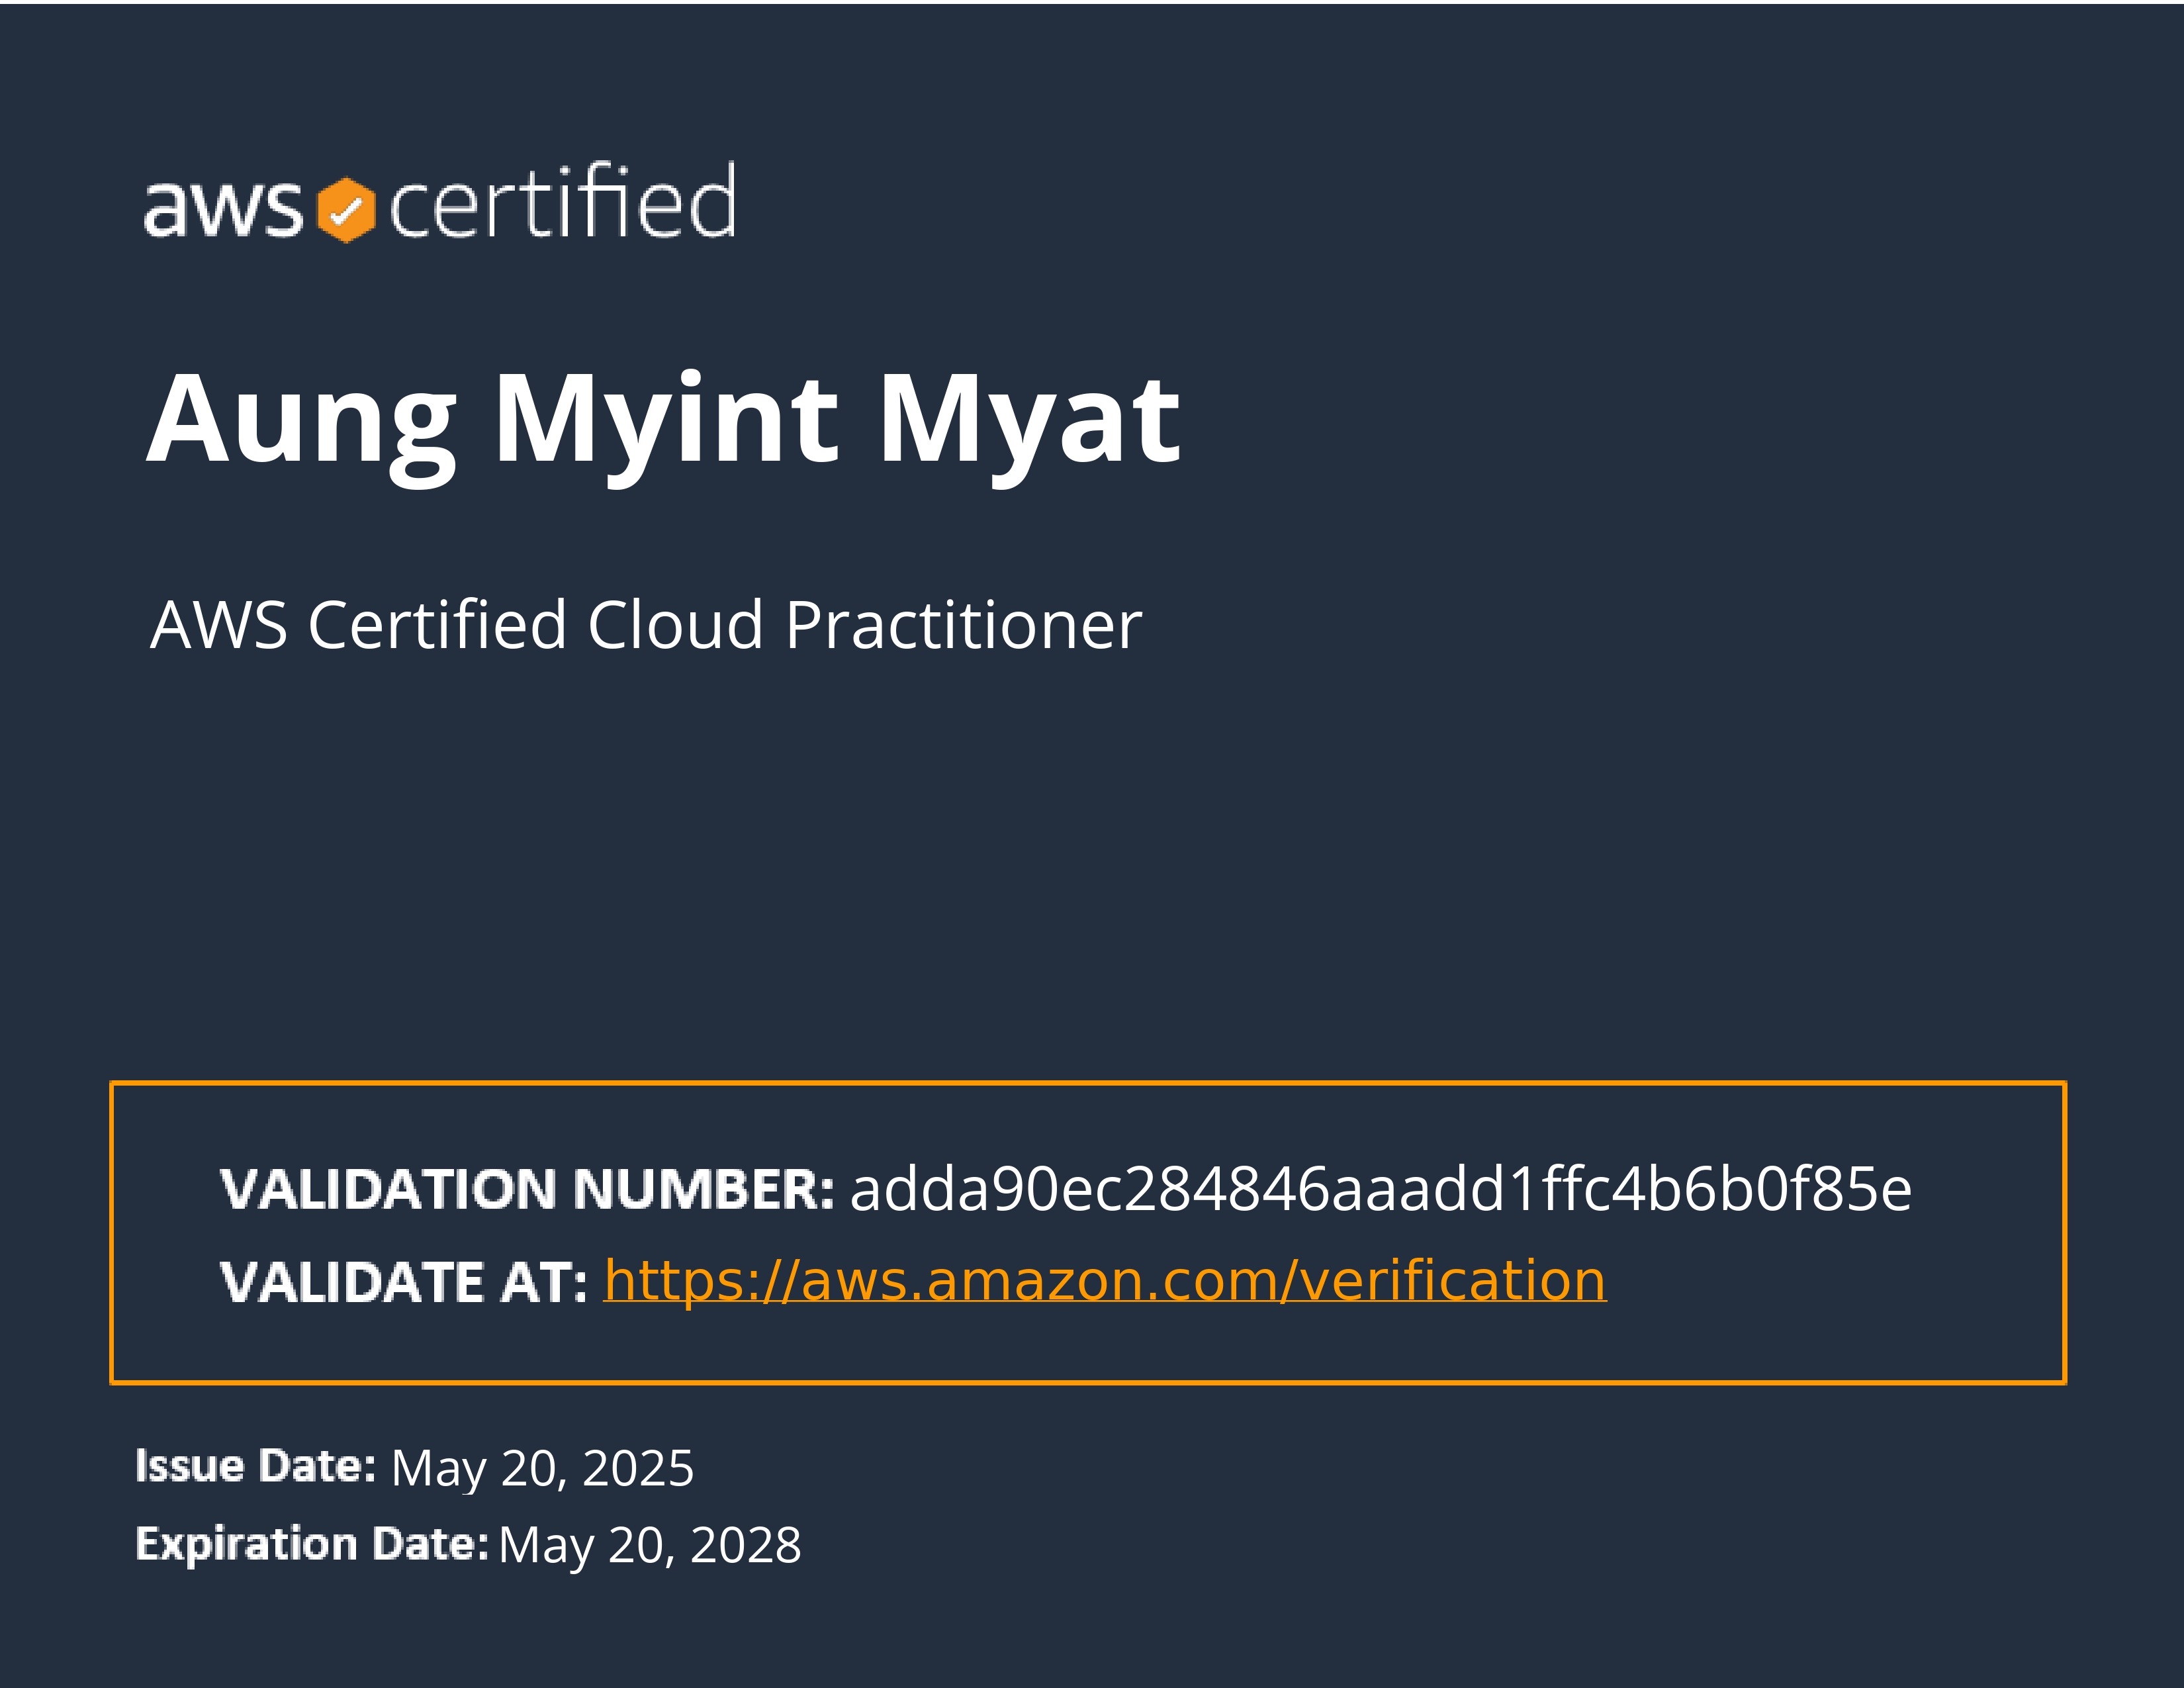 aws certified
Aung Myint Myat
AWS Certified Cloud Practitioner
VALIDATION NUMBER: adda90ec284846aaadd1ffc4b6b0f85e
VALIDATE AT: https://aws.amazon.com/verification
Issue Date: May 20, 2025
Expiration Date: May 20, 2028